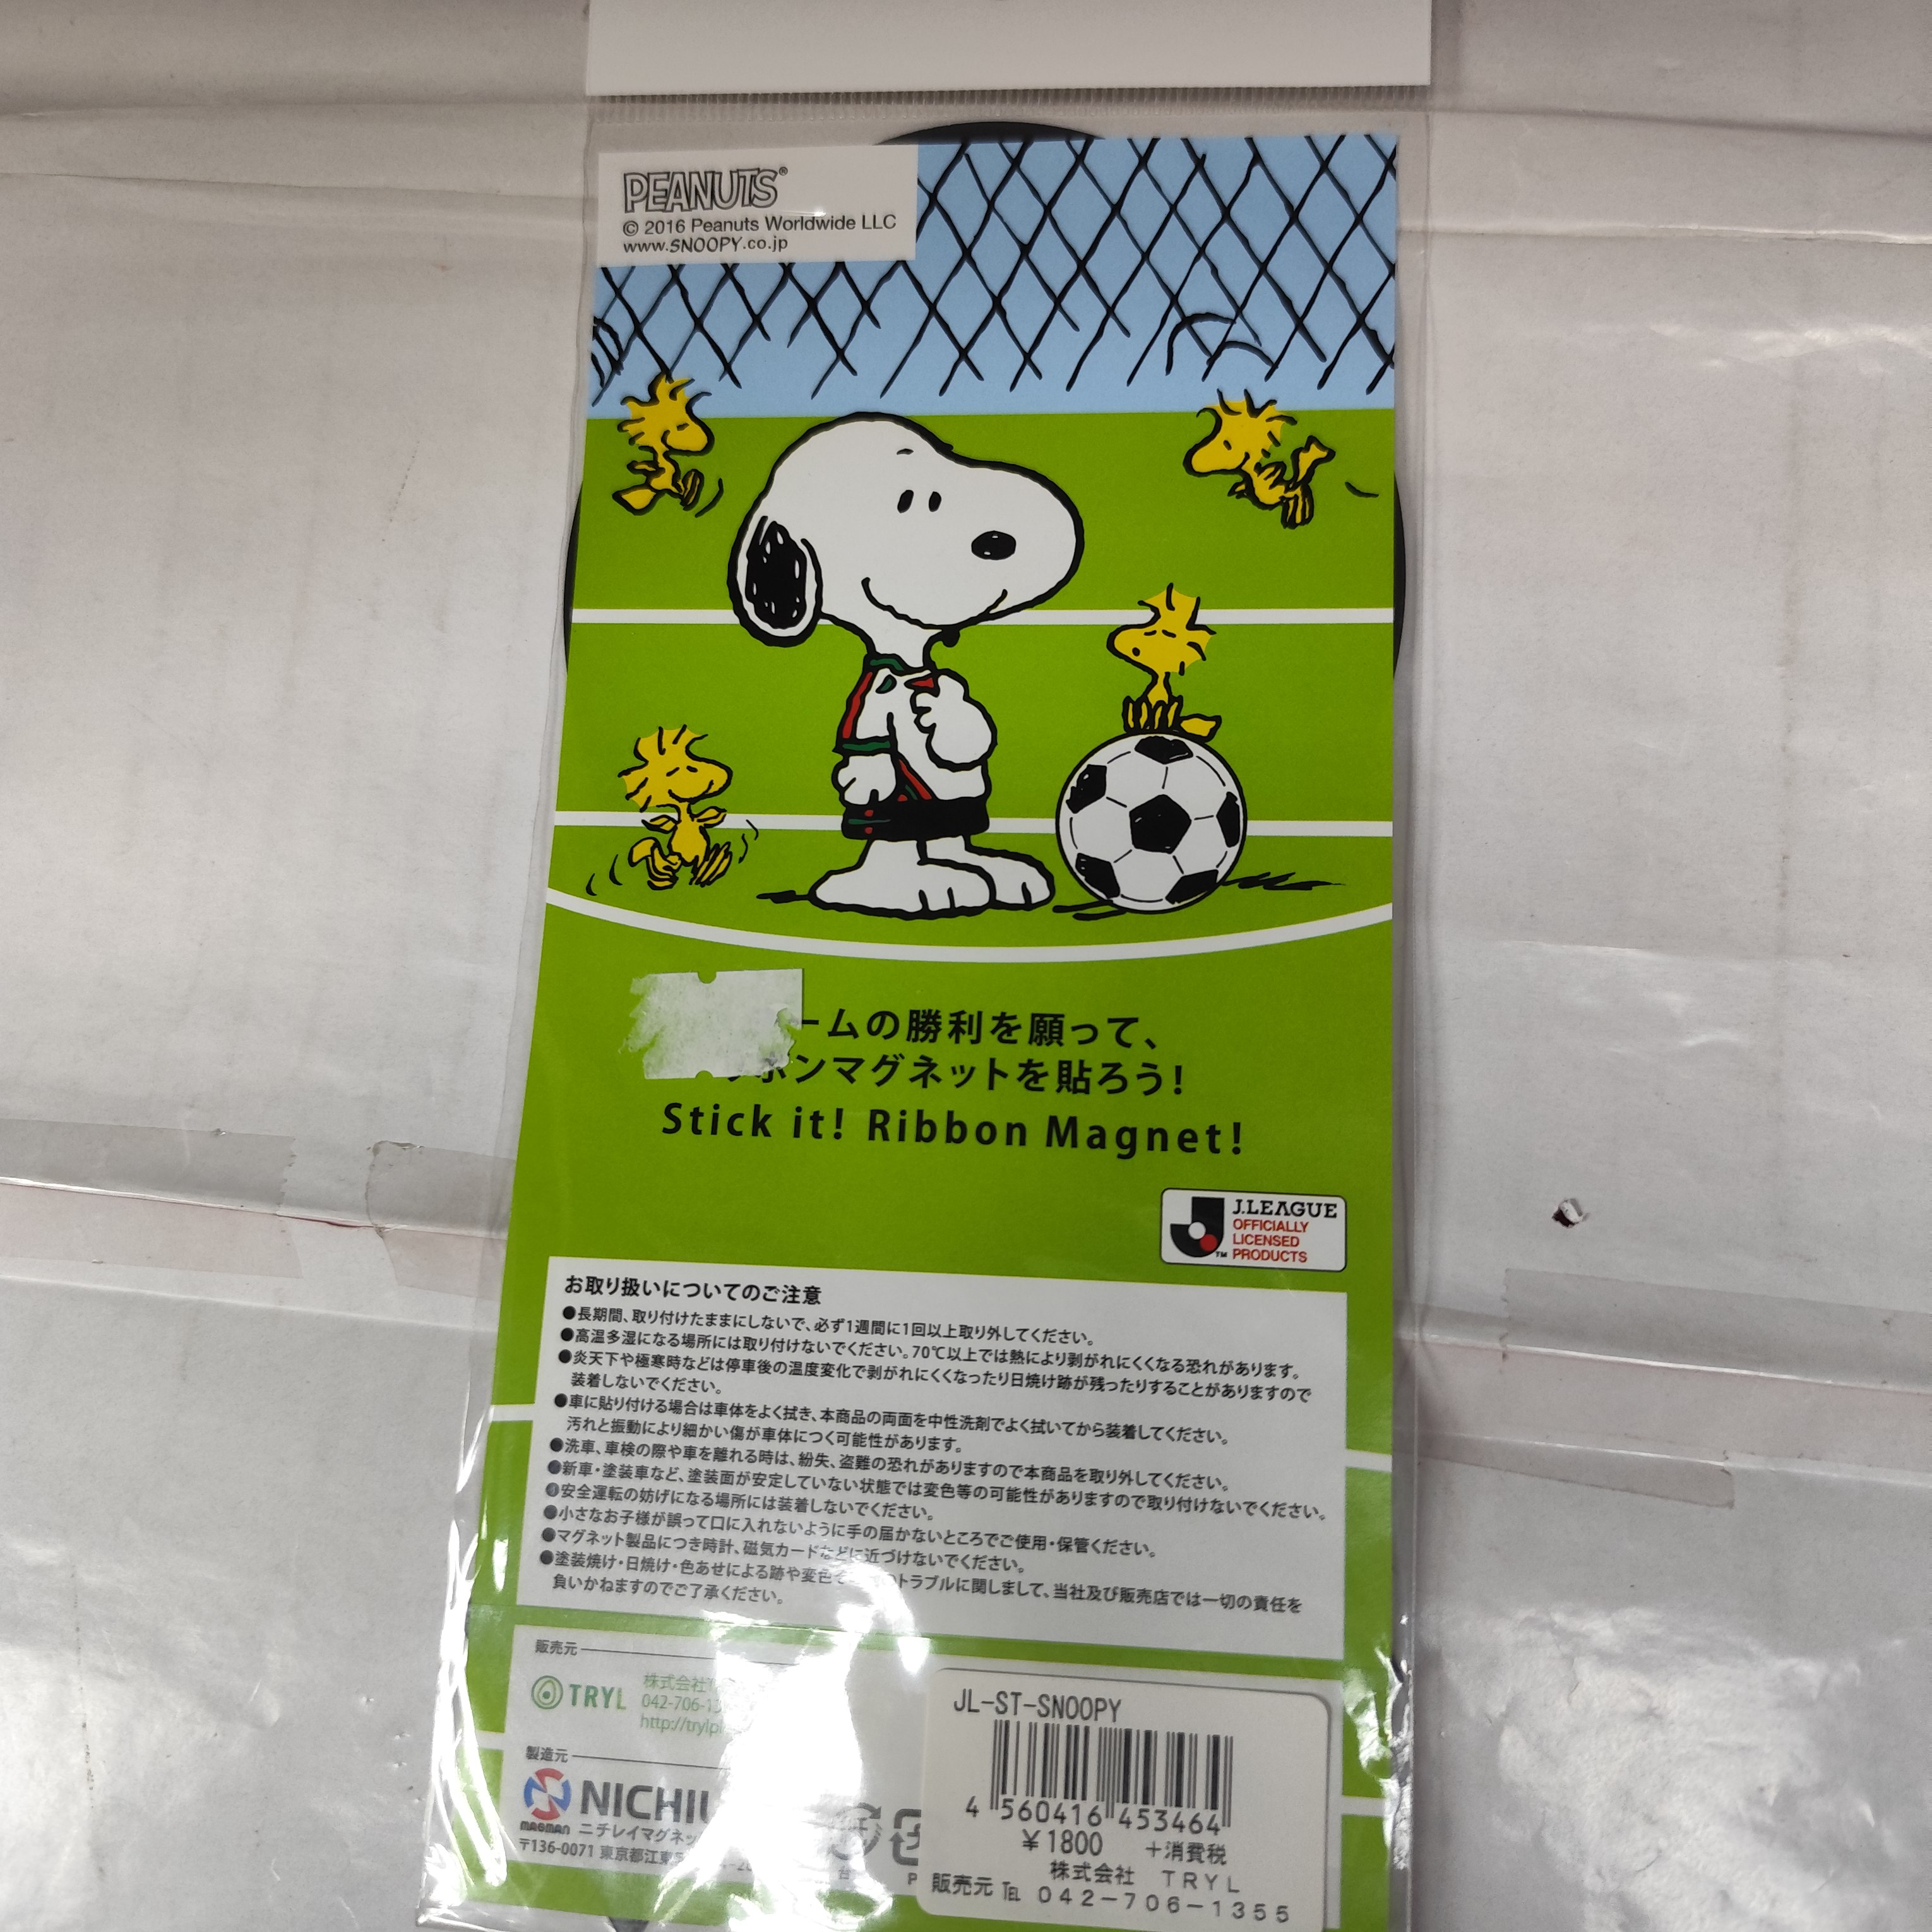 PEANUTS®
© 2016 Peanuts Worldwide LLC
www.SNOOPY.co.jp
ームの勝利を願って、
ボンマグネットを貼ろう!
Stick it! Ribbon Magnet!
J.LEAGUE
OFFICIALLY
LICENSED
™ PRODUCTS
お取り扱いについてのご注意
●長期間、取り付けたままにしないで、必ず1週間に1回以上取り外してください。
●高温多湿になる場所には取り付けないでください。70℃以上では熱により剥がれにくくなる恐れがあります。
●炎天下や極寒時などは停車後の温度変化で剥がれにくくなったり日焼け跡が残ったりすることがありますので
装着しないでください。
●車に貼り付ける場合は車体をよく拭き、本商品の両面を中性洗剤でよく拭いてから装着してください。
汚れと振動により細かい傷が車体につく可能性があります。
●洗車、車検の際や車を離れる時は、紛失、盗難の恐れがありますので本商品を取り外してください。
●新車・塗装車など、塗装面が安定していない状態では変色等の可能性がありますので取り付けないでください。
●安全運転の妨げになる場所には装着しないでください。
●小さなお子様が誤って口に入れないように手の届かないところでご使用・保管ください。
●マグネット製品につき時計、磁気カードなどに近づけないでください。
●塗装焼け・日焼け・色あせによる跡や変色そ トラブルに関しまして、当社及び販売店では一切の責任を
負いかねますのでご了承ください。
販売元
TRYL
株式会社
042-706-1
http://trylp
製造元
NICHI
MAGMAN ニチレイマグネッ
〒136-0071 東京都江東
JL-ST-SNOOPY
4 560416 453464
¥1800 +消費税
株式会社 TRYL
販売元 TEL 042-706-1355